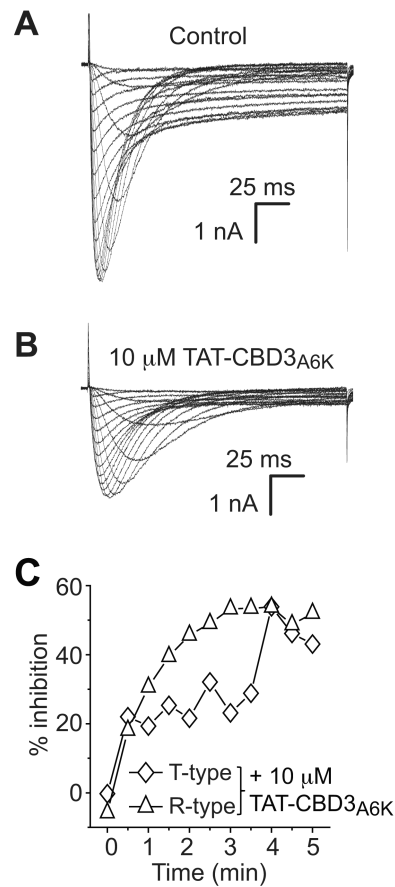 A
Control
25 ms
1 nA
B
10 μM TAT-CBD3A6K
25 ms
1 nA
C
60
40
20
0
% inhibition
T-type
R-type
+ 10 μM
TAT-CBD3A6K
0 1 2 3 4 5
Time (min)